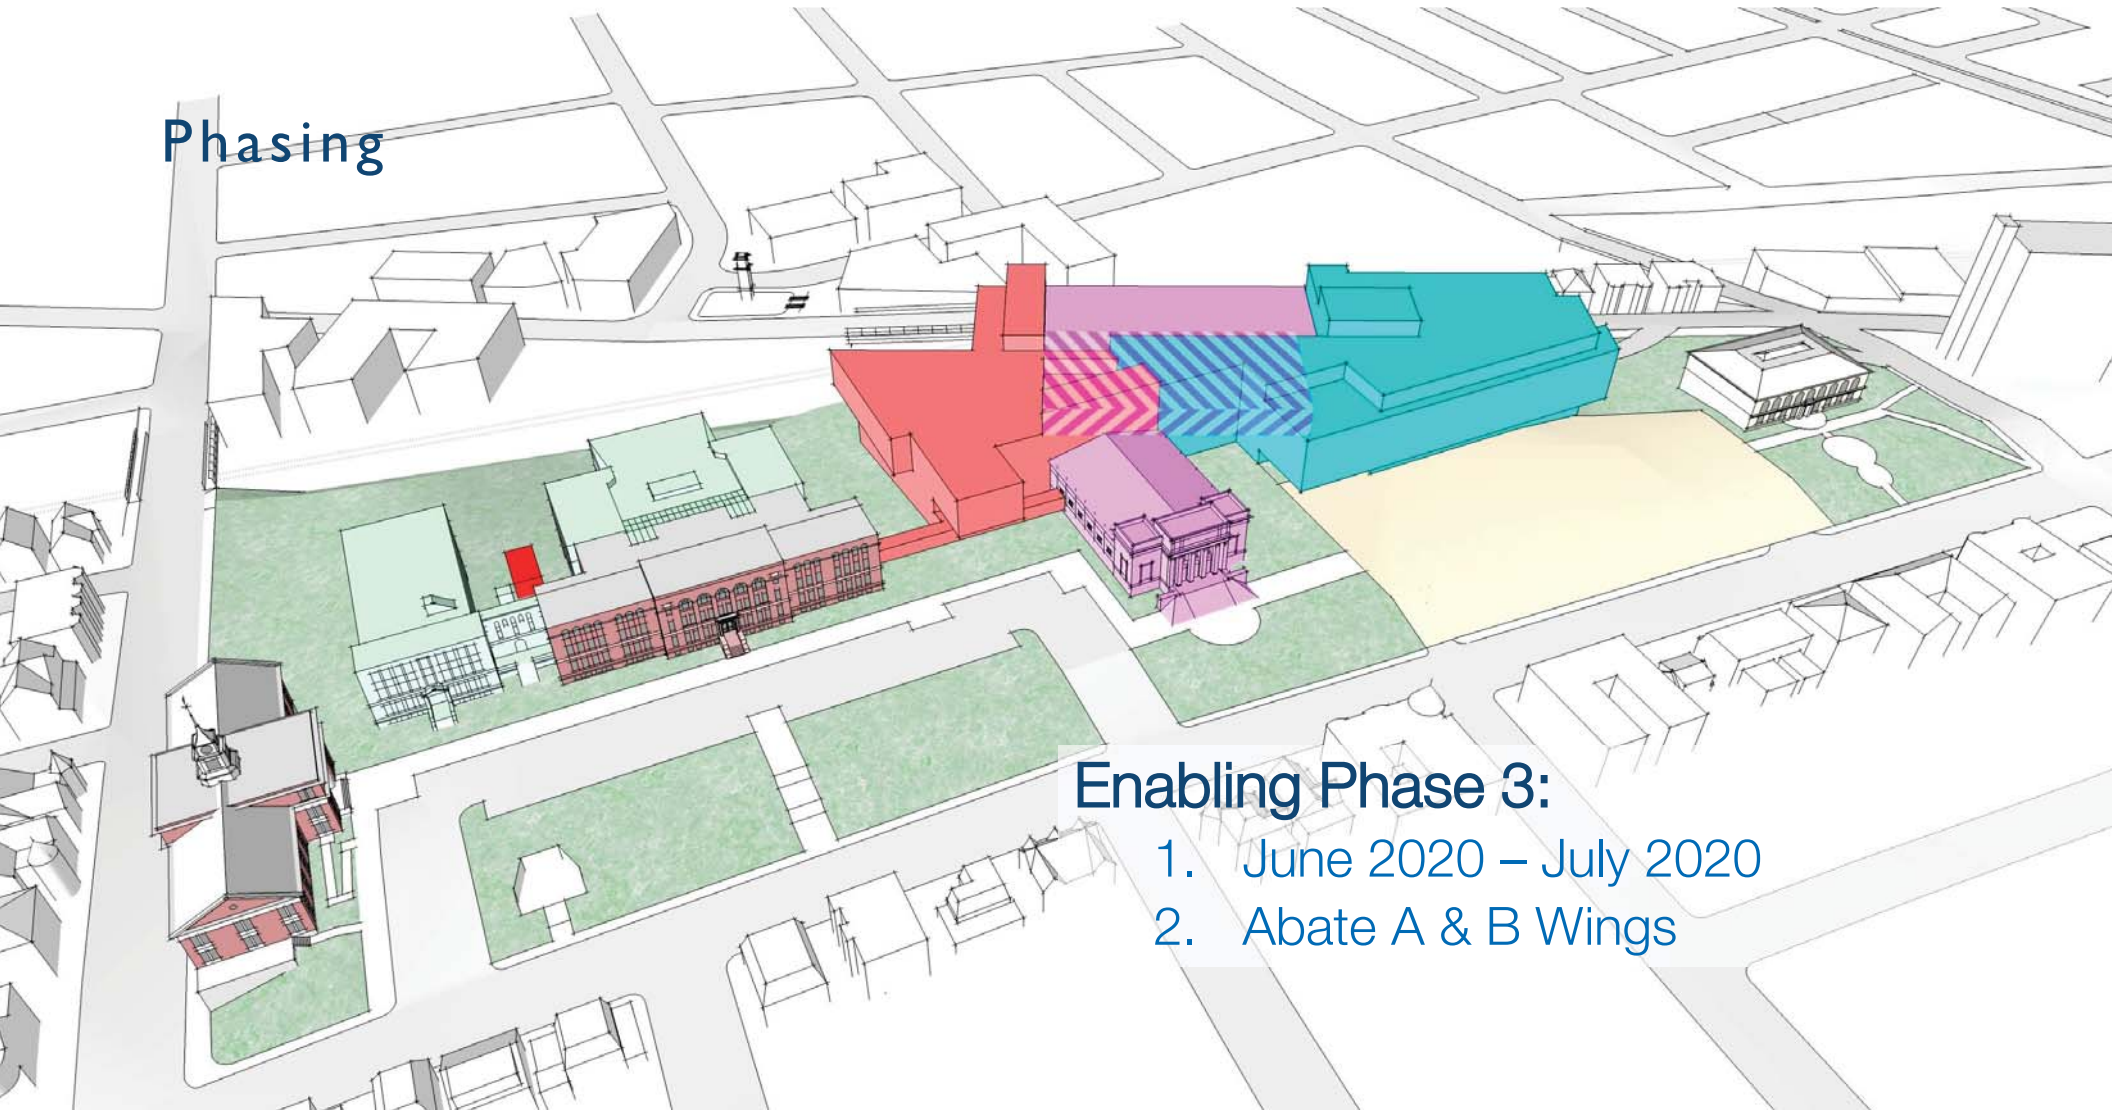 Phasing
Enabling Phase 3:
1. June 2020 – July 2020
2. Abate A & B Wings